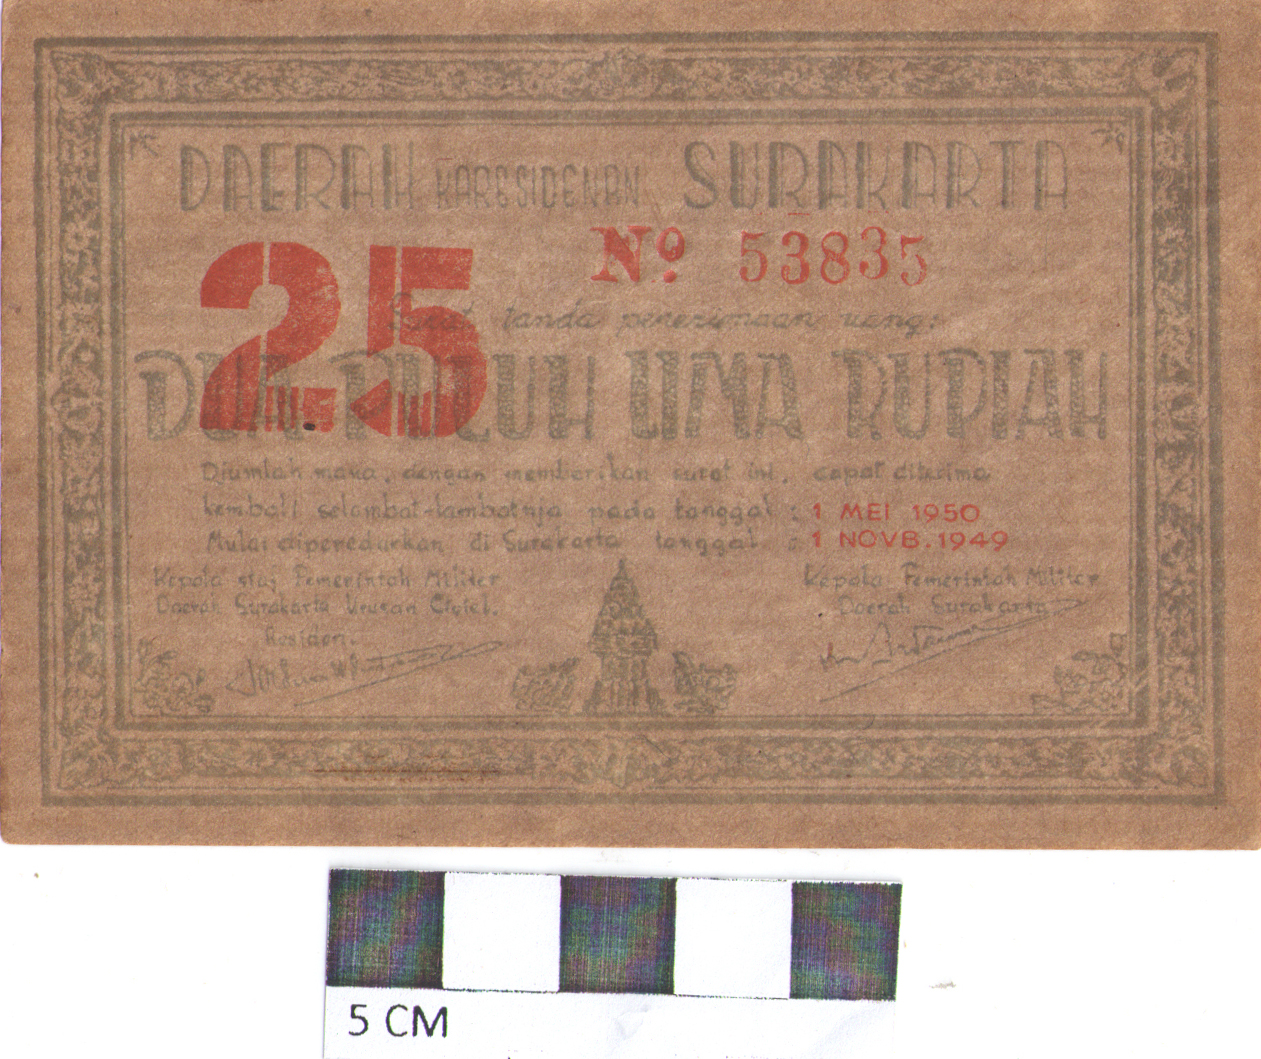 DAERAH KARESIDENAN SURAKARTA
25 No. 53835
Surat tanda penerimaan uang:
DUA PULUH LIMA RUPIAH
Djumlah mana, dengan memberikan surat ini, dapat diterima
kembali selambat-lambatnja pada tanggal : 1 MEI 1950
Mulai diperedarkan di Surakarta tanggal : 1 NOVB. 1949
Kepala staf Pemerintah Militer
Daerah Surakarta Urusan Cipiel.
Residen.
Kepala Pemerintah Militer
Daerah Surakarta
5 CM